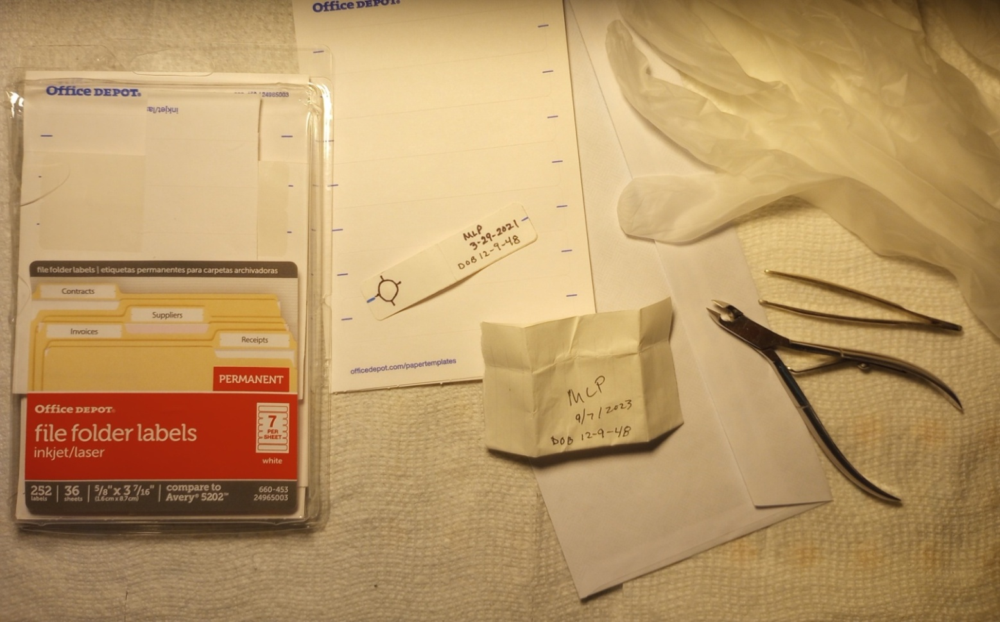 Office DEPOT®
24965003
inkjet/las
file folder labels | etiquetas permanentes para carpetas archivadoras
Contracts
Suppliers
Invoices
Receipts
PERMANENT
Office DEPOT®
file folder labels
inkjet/laser
7
PER
SHEET
white
252
labels
36
sheets
5/8" x 3 7/16"
(1.6cm x 8.7cm)
compare to
Avery® 5202™
660-453
24965003
Office DEPOT®
MLP
3-29-2021
DOB 12-9-48
officedepot.com/papertemplates
MLP
9/7/2023
DOB 12-9-48